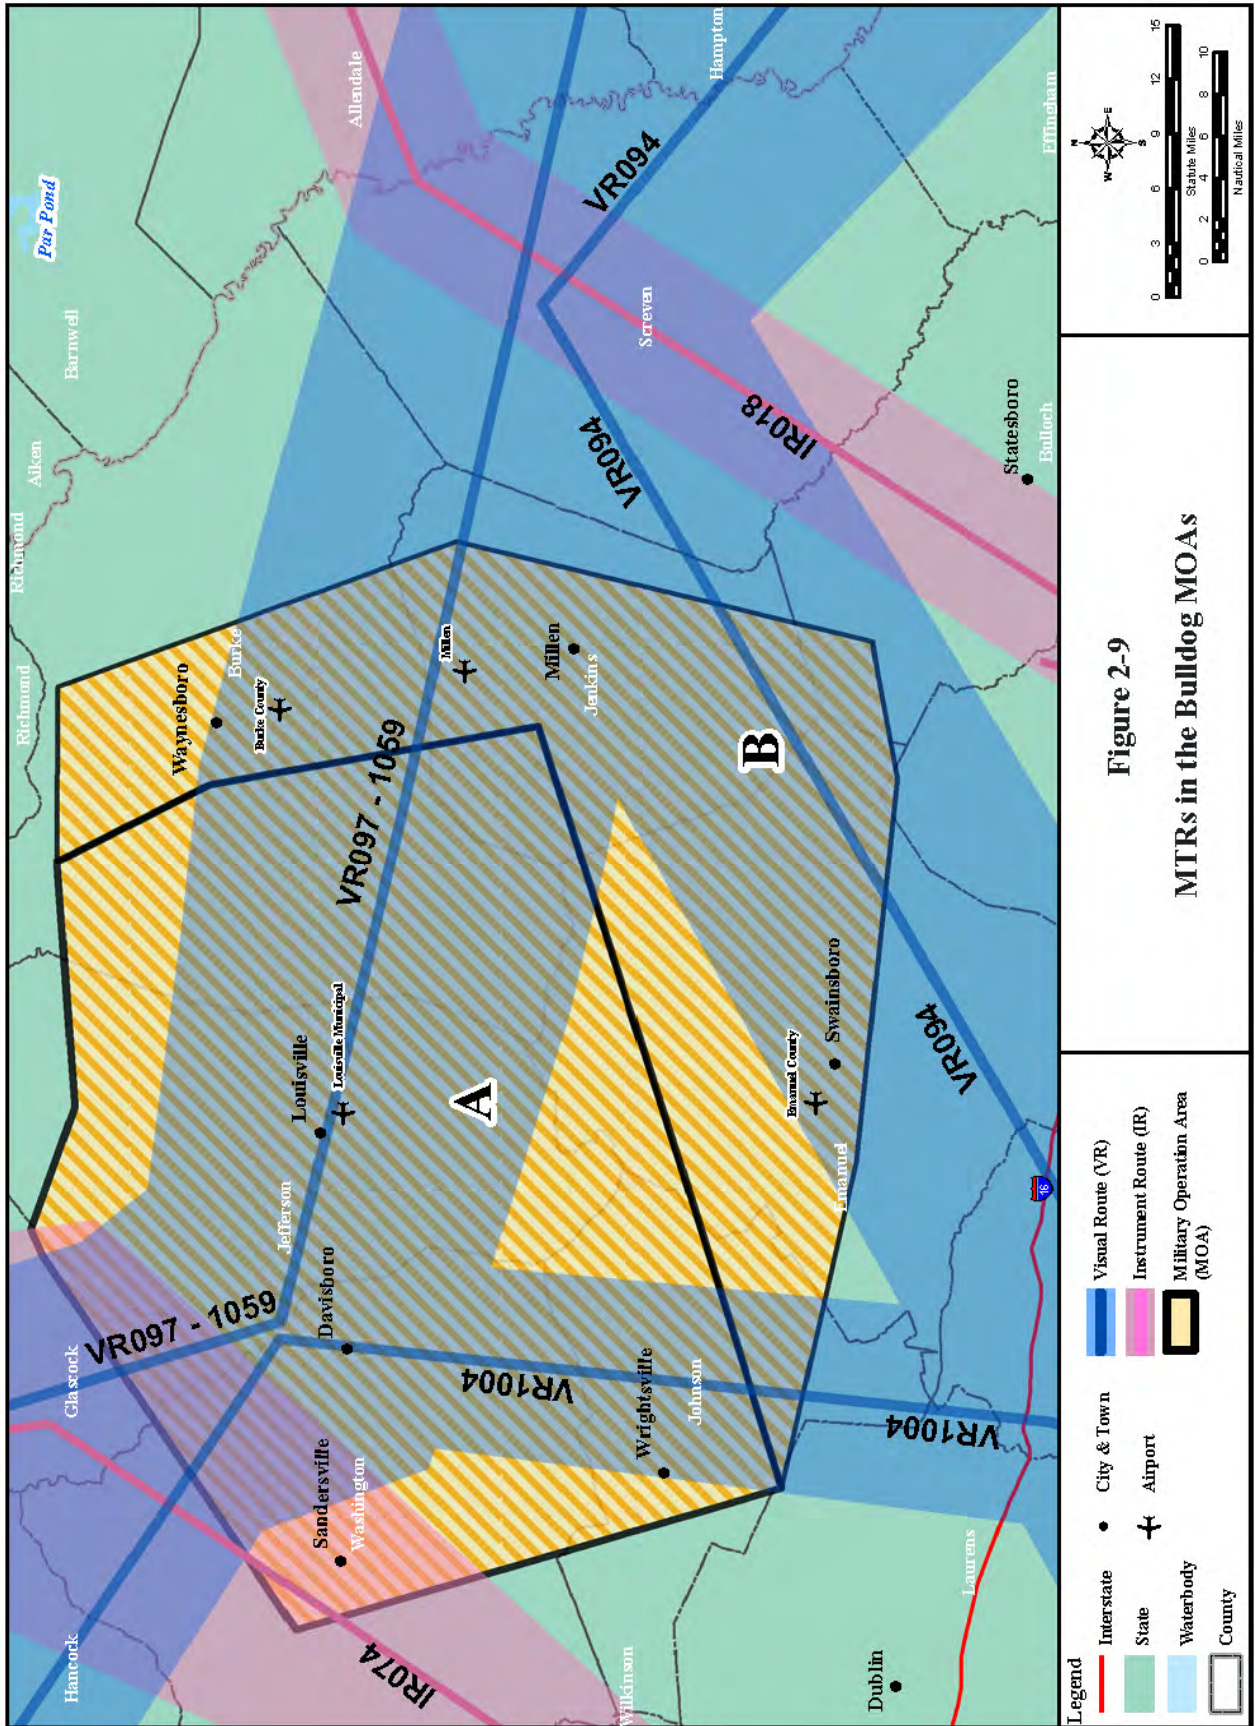 Par Pond
Allendale
Hampton
Effingham
Barnwell
Aiken
Richmond
Richmond
Burke
Screven
Bulloch
Statesboro
VR094
VR094
VR094
IR018
Waynesboro
Burke County
Millen
Millen
Jenkins
B
VR097 - 1059
Louisville
Louisville Municipal
A
Emanuel County
Swainsboro
Emanuel
Jefferson
Davisboro
VR097 - 1059
Glascock
VR1004
VR1004
Wrightsville
Johnson
Sandersville
Washington
Hancock
IR074
Wilkinson
Laurens
Dublin
16
Legend
Interstate
State
Waterbody
County
City & Town
Airport
Visual Route (VR)
Instrument Route (IR)
Military Operation Area
(MOA)
Figure 2-9
MTRs in the Bulldog MOAs
N
W E
S
0 3 6 9 12 15
Statute Miles
0 2 4 6 8 10
Nautical Miles